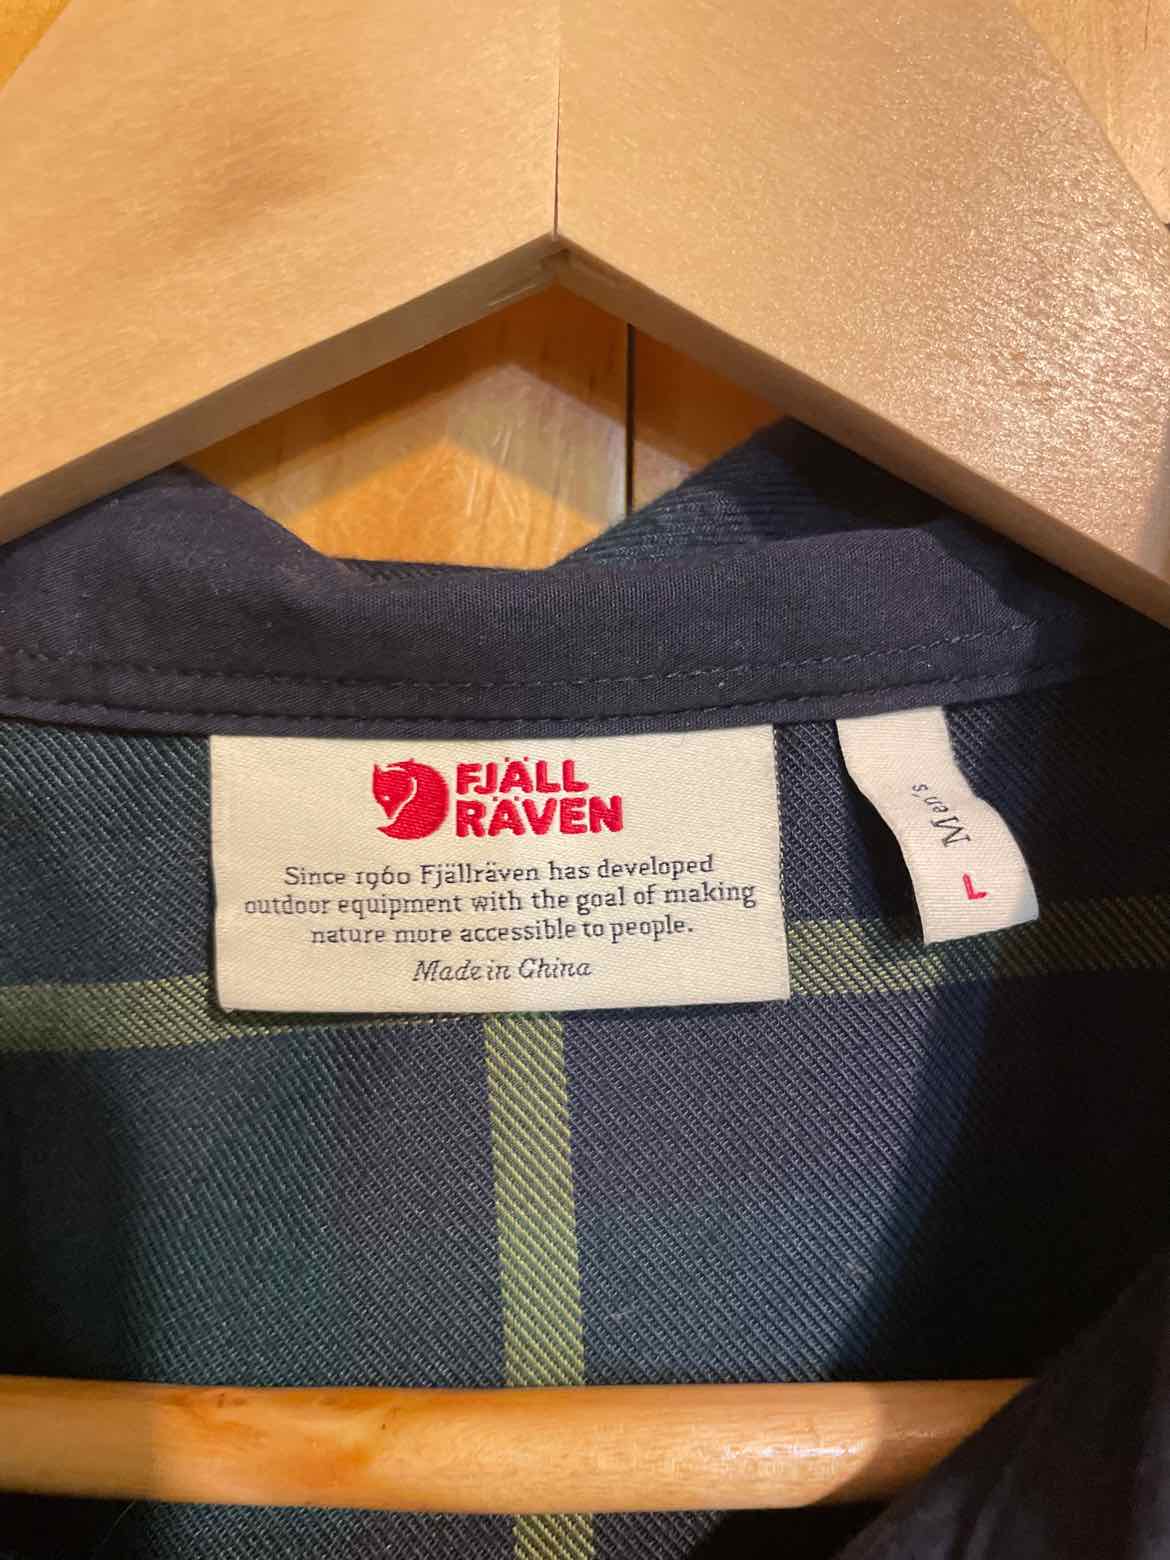 FJÄLL
RÄVEN
Since 1960 Fjällräven has developed
outdoor equipment with the goal of making
nature more accessible to people.
Made in China
Men's
L